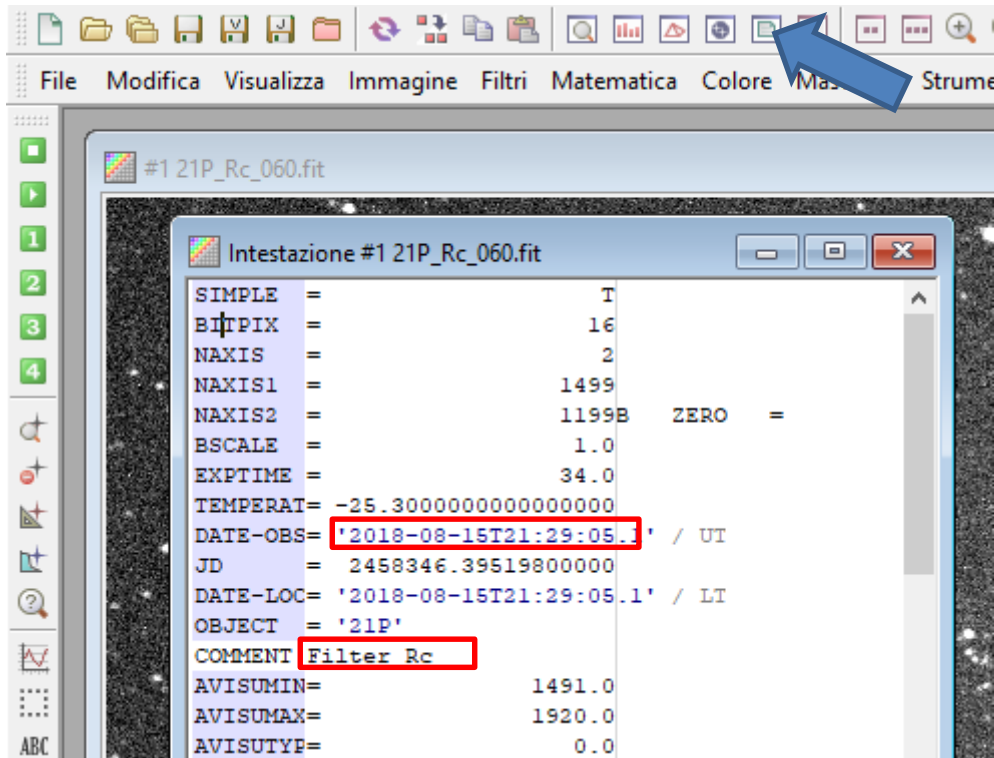 File Modifica Visualizza Immagine Filtri Matematica Colore Strume
#1 21P_Rc_060.fit
Intestazione #1 21P_Rc_060.fit
SIMPLE = T
BITPIX = 16
NAXIS = 2
NAXIS1 = 1499
NAXIS2 = 1199B ZERO =
BSCALE = 1.0
EXPTIME = 34.0
TEMPERAT= -25.3000000000000000
DATE-OBS= '2018-08-15T21:29:05.1' / UT
JD = 2458346.39519800000
DATE-LOC= '2018-08-15T21:29:05.1' / LT
OBJECT = '21P'
COMMENT Filter Rc
AVISUMIN= 1491.0
AVISUMAX= 1920.0
AVISUTYP= 0.0
1
2
3
4
ABC